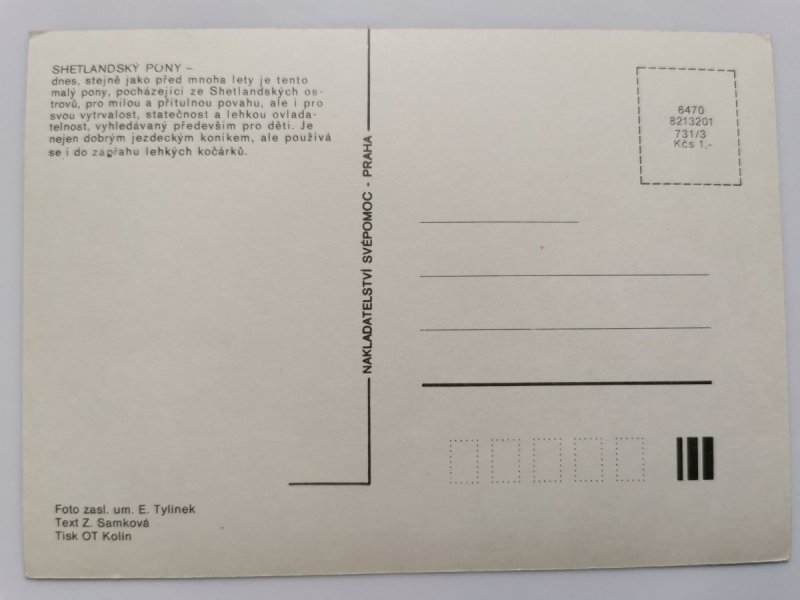 SHETLANDSKÝ PONY –
dnes, stejně jako před mnoha lety je tento
malý pony, pocházející ze Shetlandských os-
trovů, pro milou a přítulnou povahu, ale i pro
svou vytrvalost, statečnost a lehkou ovlada-
telnost, vyhledávaný především pro děti. Je
nejen dobrým jezdeckým koníkem, ale používá
se i do zápřahu lehkých kočárků.
Foto zasl. um. E. Tylínek
Text Z. Samková
Tisk OT Kolín
NAKLADATELSTVÍ SVÉPOMOC - PRAHA
6470
8213201
731/3
Kčs 1,-